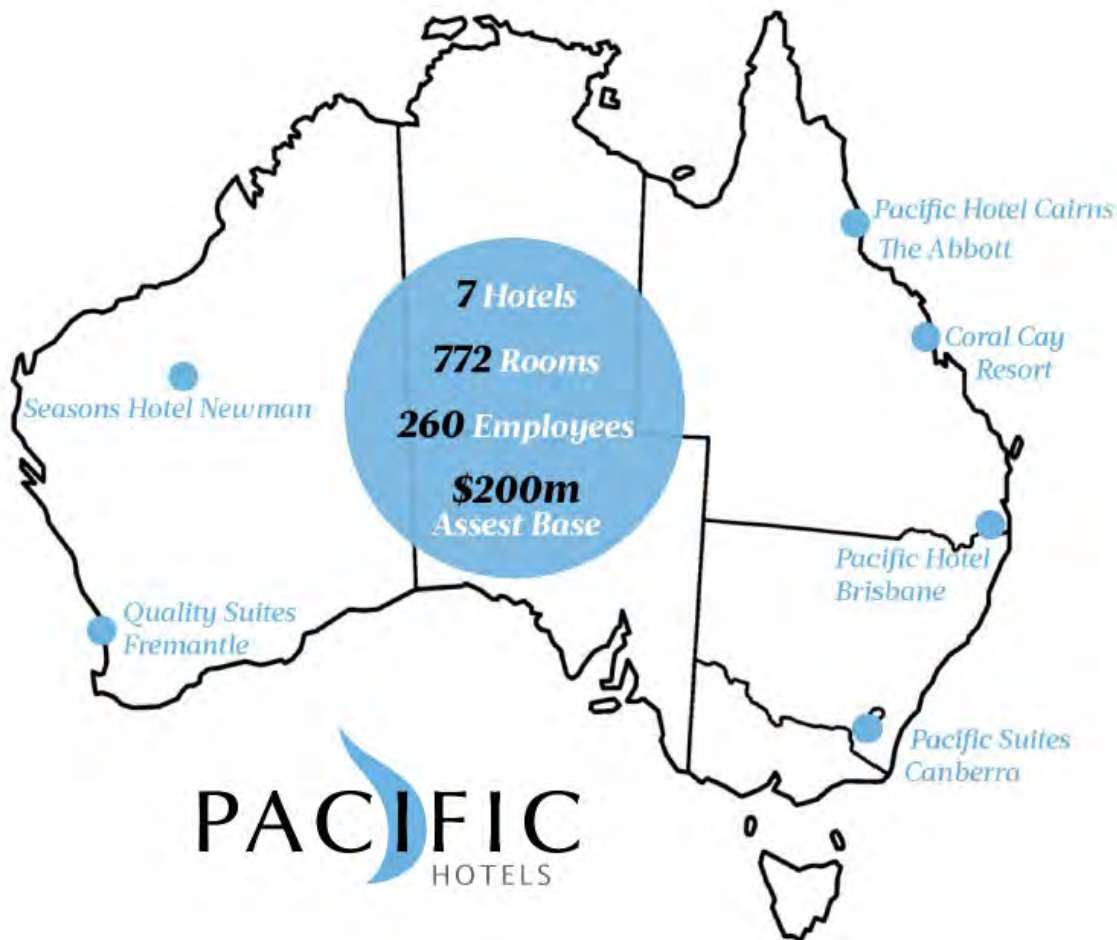 Pacific Hotel Cairns
The Abbott
7 Hotels
772 Rooms
Coral Cay
Resort
Seasons Hotel Newman
260 Employees
$200m
Assest Base
Pacific Hotel
Brisbane
Quality Suites
Fremantle
Pacific Suites
Canberra
PACIFIC
HOTELS